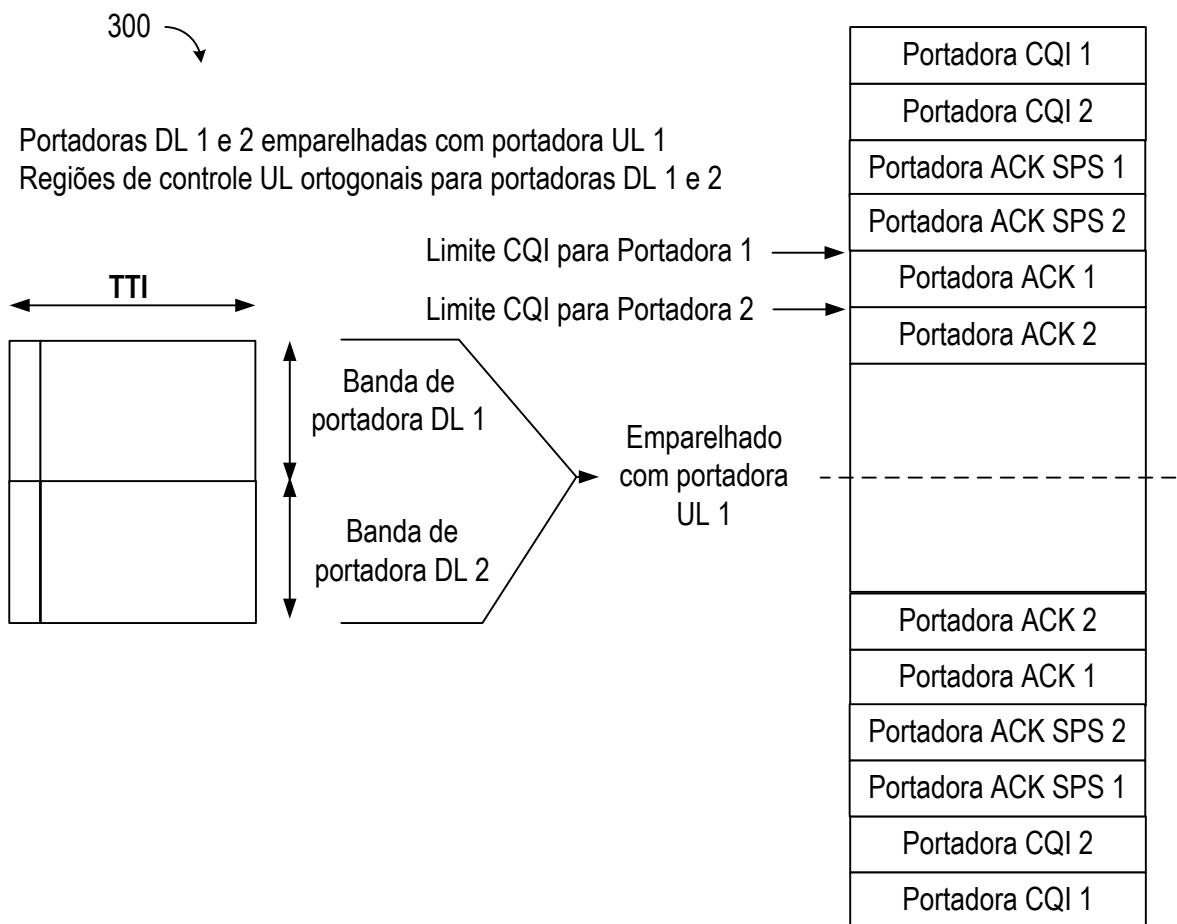 300
Portadoras DL 1 e 2 emparelhadas com portadora UL 1
Regiões de controle UL ortogonais para portadoras DL 1 e 2
TTI
Banda de
portadora DL 1
Banda de
portadora DL 2
Emparelhado
com portadora
UL 1
Limite CQI para Portadora 1
Limite CQI para Portadora 2
Portadora CQI 1
Portadora CQI 2
Portadora ACK SPS 1
Portadora ACK SPS 2
Portadora ACK 1
Portadora ACK 2
Portadora ACK 2
Portadora ACK 1
Portadora ACK SPS 2
Portadora ACK SPS 1
Portadora CQI 2
Portadora CQI 1